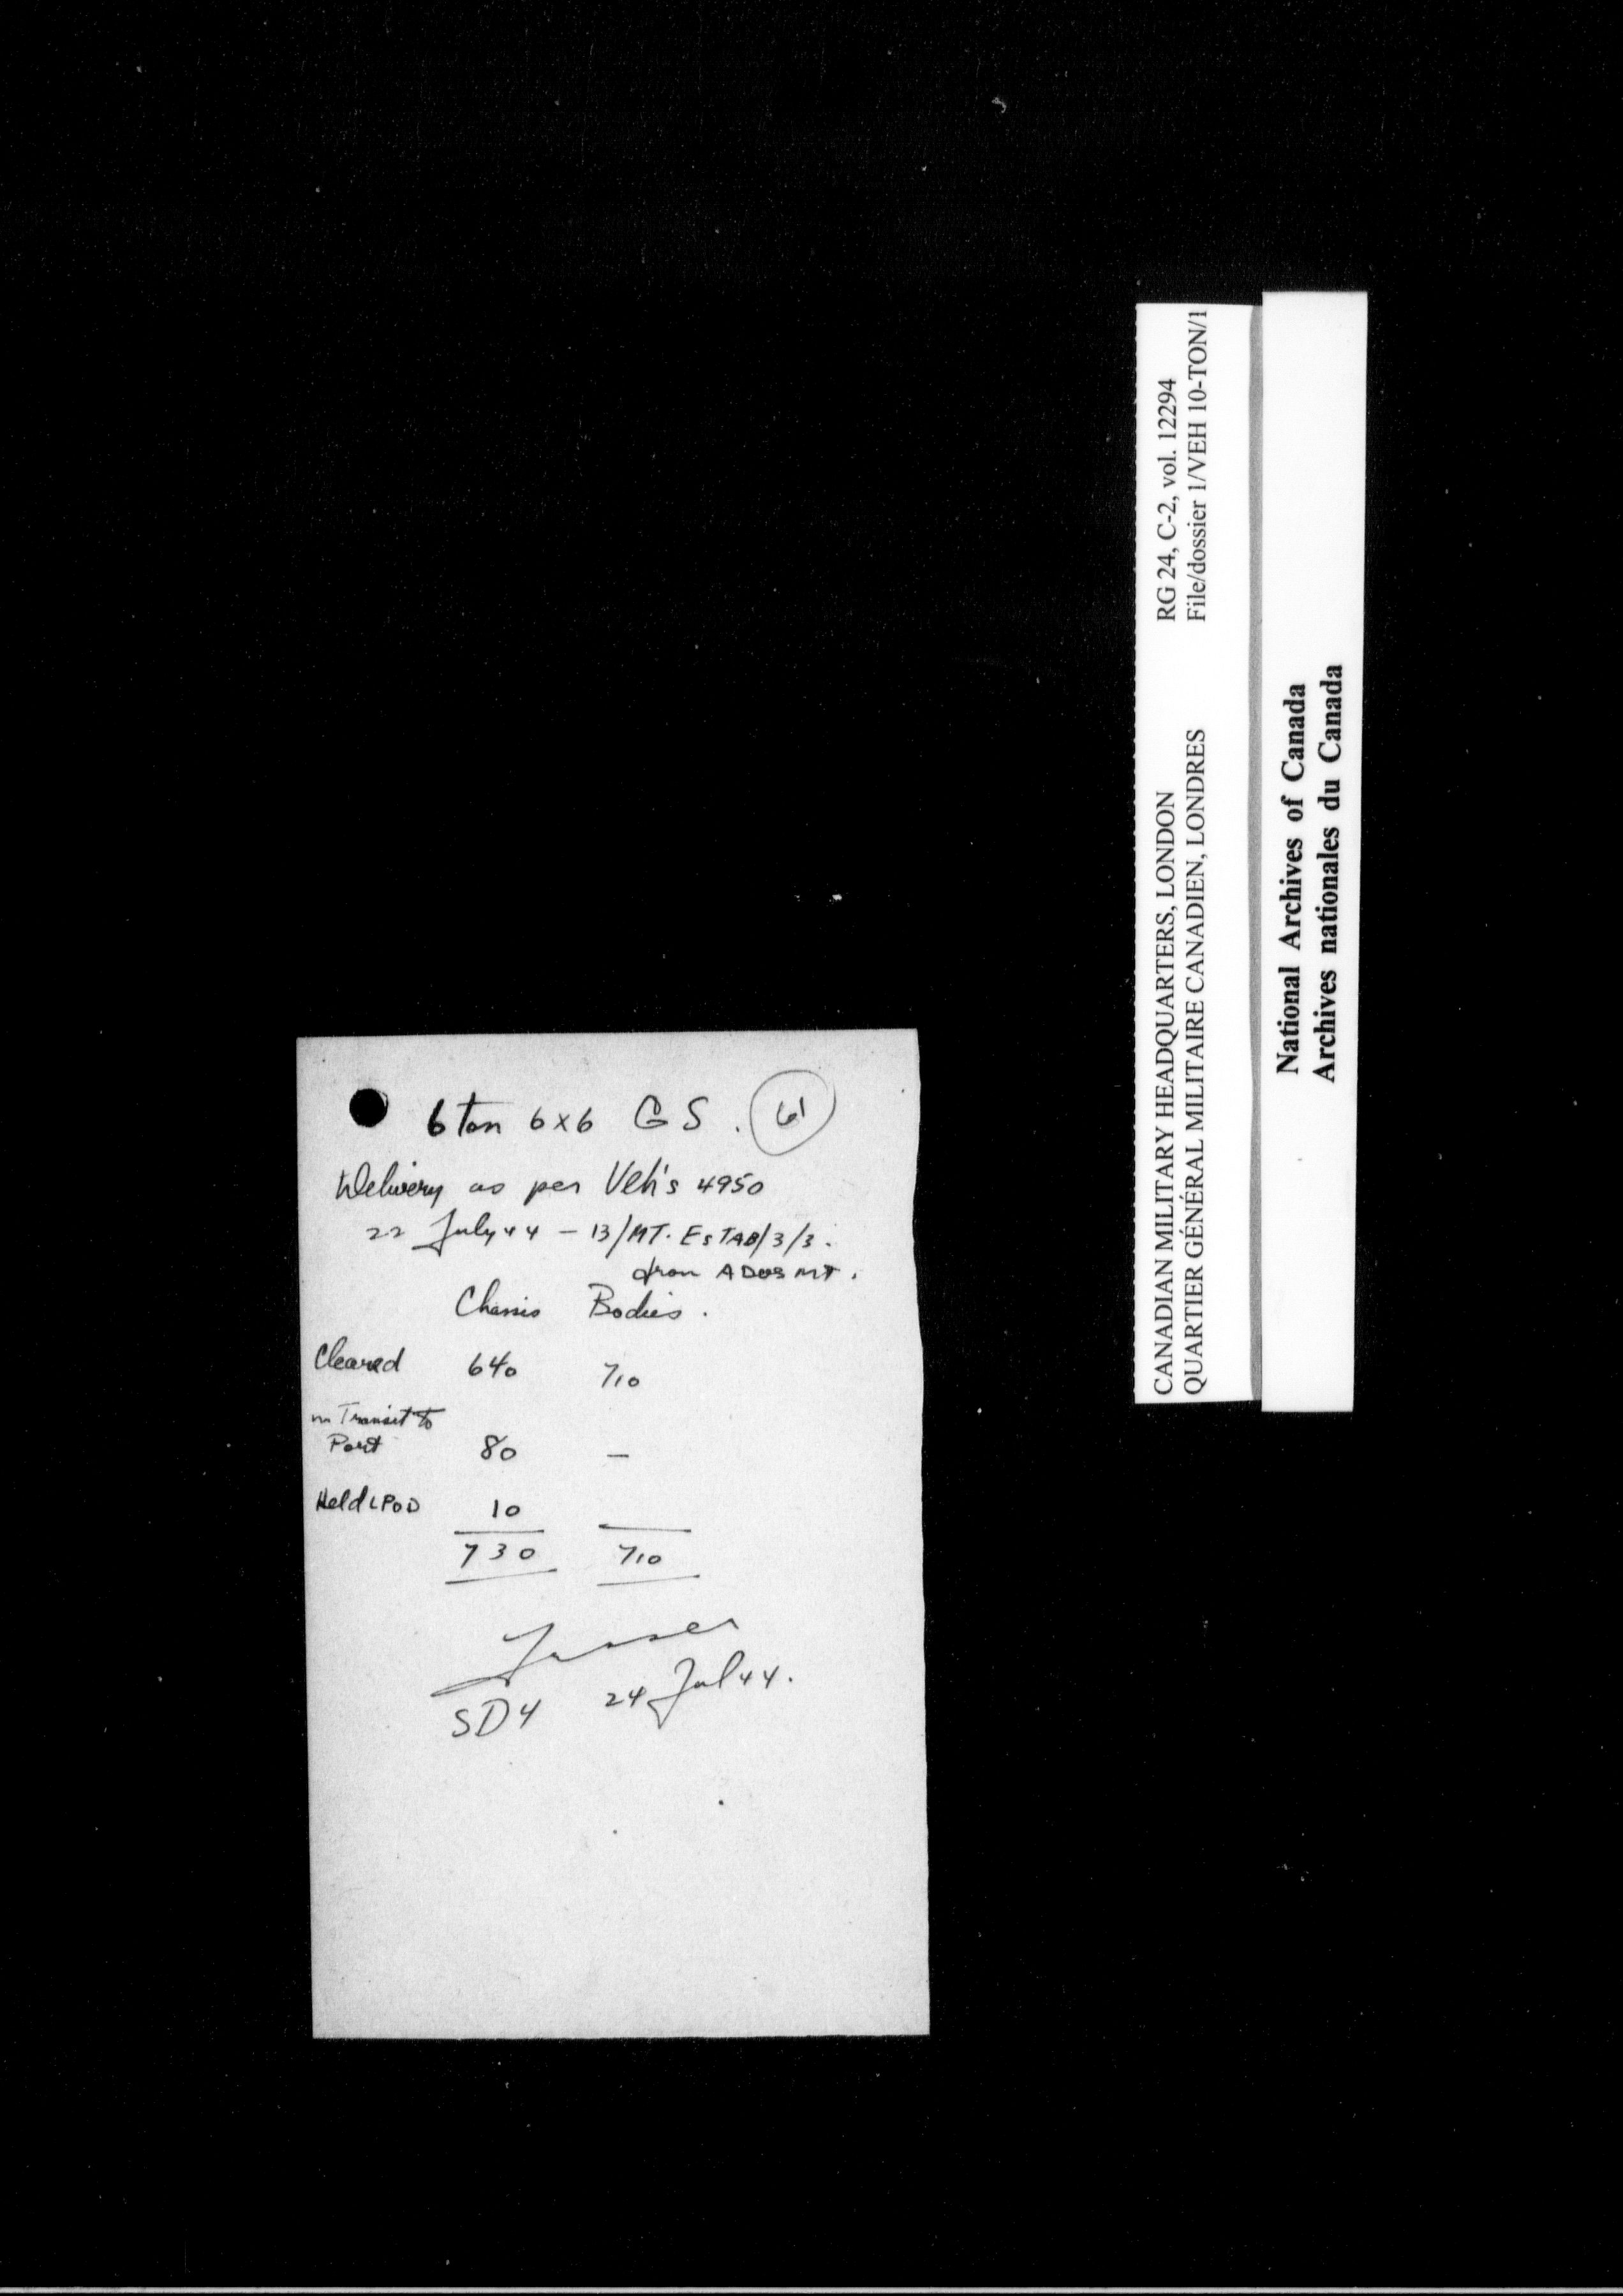 6 ton 6x6 G S . 61
Delivery as per Veh's 4950
22 July 44 – 13/MT. ESTAB/3/3.
from ADOS MT.
Chassis Bodies .
Cleared 640 710
in Transit to
Port 80 —
Held LPOD 10
730 710
SD4 24 Jul 44.
CANADIAN MILITARY HEADQUARTERS, LONDON RG 24, C-2, vol. 12294
QUARTIER GÉNÉRAL MILITAIRE CANADIEN, LONDRES File/dossier 1/VEH 10-TON/1
National Archives of Canada
Archives nationales du Canada